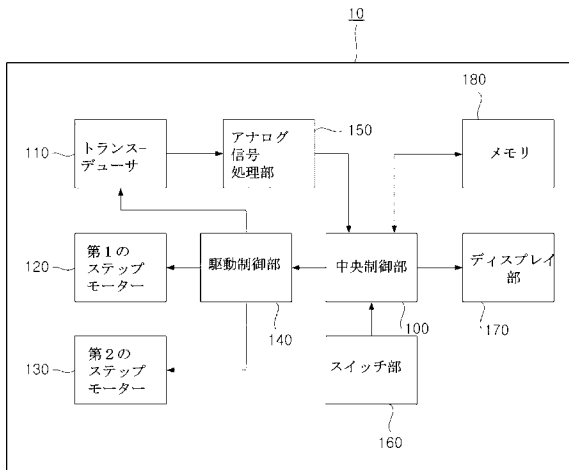 10
180
150
110
トランス-
デューサ
アナログ
信号
処理部
メモリ
120
第1の
ステップ
モーター
駆動制御部
中央制御部
ディスプレイ
部
140
100
170
130
第2の
ステップ
モーター
スイッチ部
160